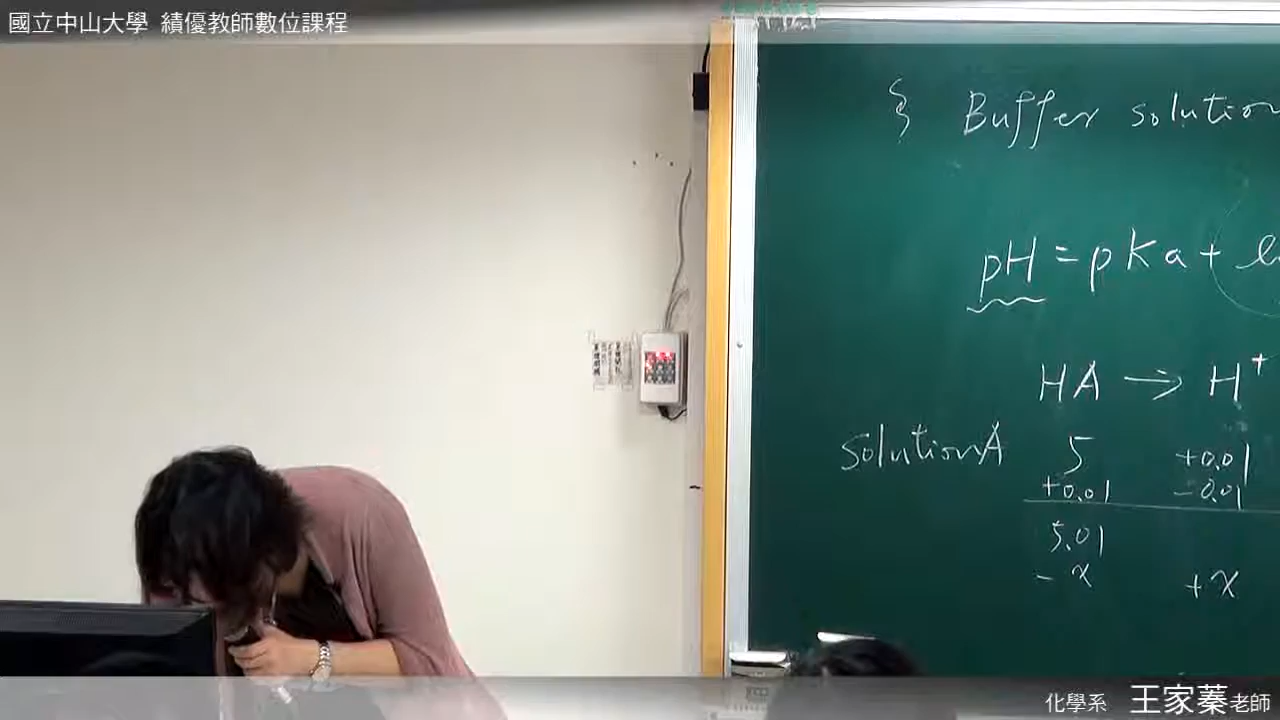 國立中山大學 績優教師數位課程
§ Buffer solution
pH = pKa + l
HA → H⁺
solution A 5 +0.01
+0.01 -0.01
5.01
- x + x
化學系 王家蓁老師